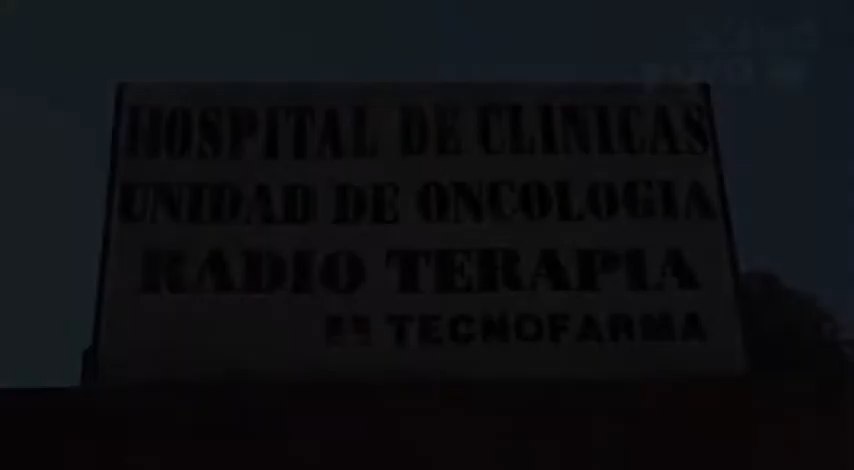 HOSPITAL DE CLINICAS
UNIDAD DE ONCOLOGIA
RADIO TERAPIA
TECNOFARMA